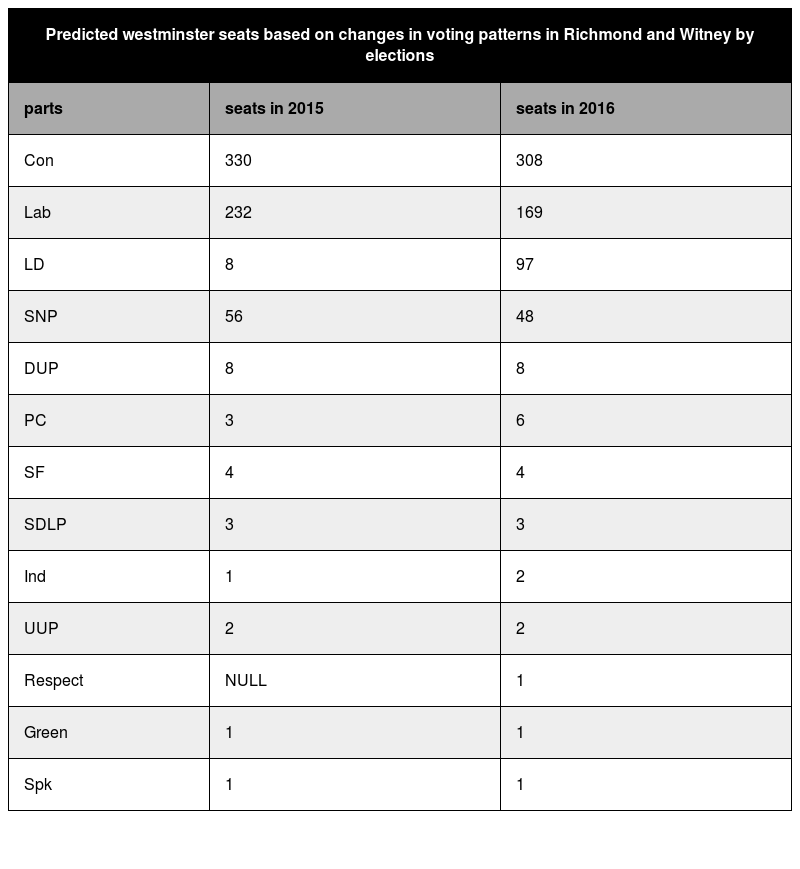 Predicted westminster seats based on changes in voting patterns in Richmond and Witney by
elections
parts seats in 2015 seats in 2016
Con 330 308
Lab 232 169
LD 8 97
SNP 56 48
DUP 8 8
PC 3 6
SF 4 4
SDLP 3 3
Ind 1 2
UUP 2 2
Respect NULL 1
Green 1 1
Spk 1 1